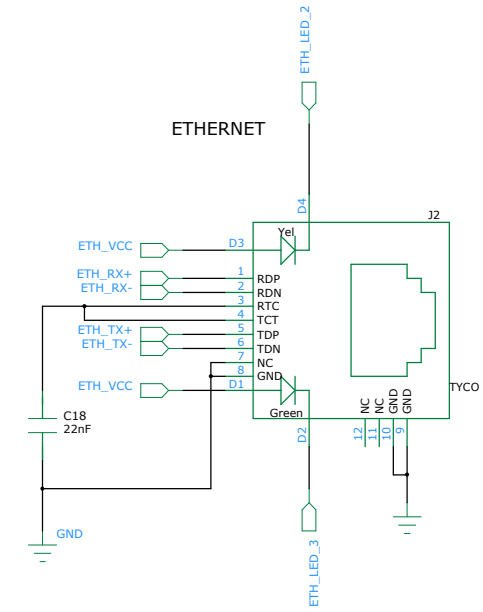 ETH_LED_2
ETHERNET
D4
J2
Yel
ETH_VCC
D3
ETH_RX+
1
RDP
ETH_RX-
2
RDN
3
RTC
4
TCT
ETH_TX+
5
TDP
ETH_TX-
6
TDN
7
NC
8
GND
ETH_VCC
D1
TYCO
Green
NC
NC
GND
GND
C18
22nF
D2
12
11
10
9
GND
ETH_LED_3